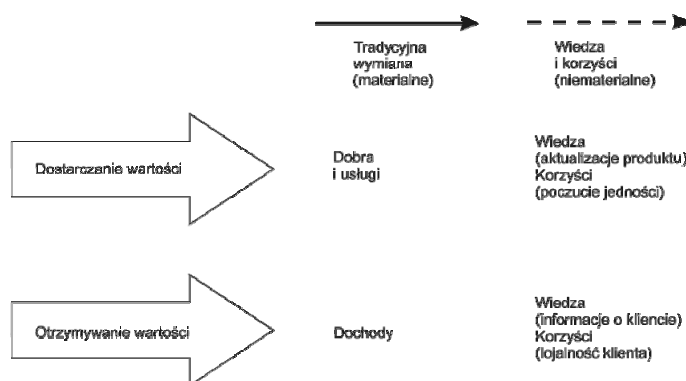 Tradycyjna
wymiana
(materialne)
Wiedza
i korzyści
(niematerialne)
Dostarczanie wartości
Dobra
i usługi
Wiedza
(aktualizacje produktu)
Korzyści
(poczucie jedności)
Otrzymywanie wartości
Dochody
Wiedza
(informacje o kliencie)
Korzyści
(lojalność klienta)